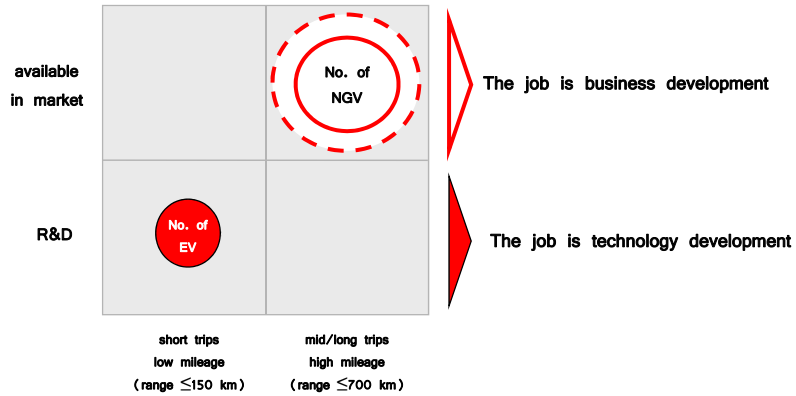 available
in market
No. of
NGV
The job is business development
R&D
No. of
EV
The job is technology development
short trips
low mileage
(range ≤150 km)
mid/long trips
high mileage
(range ≤700 km)